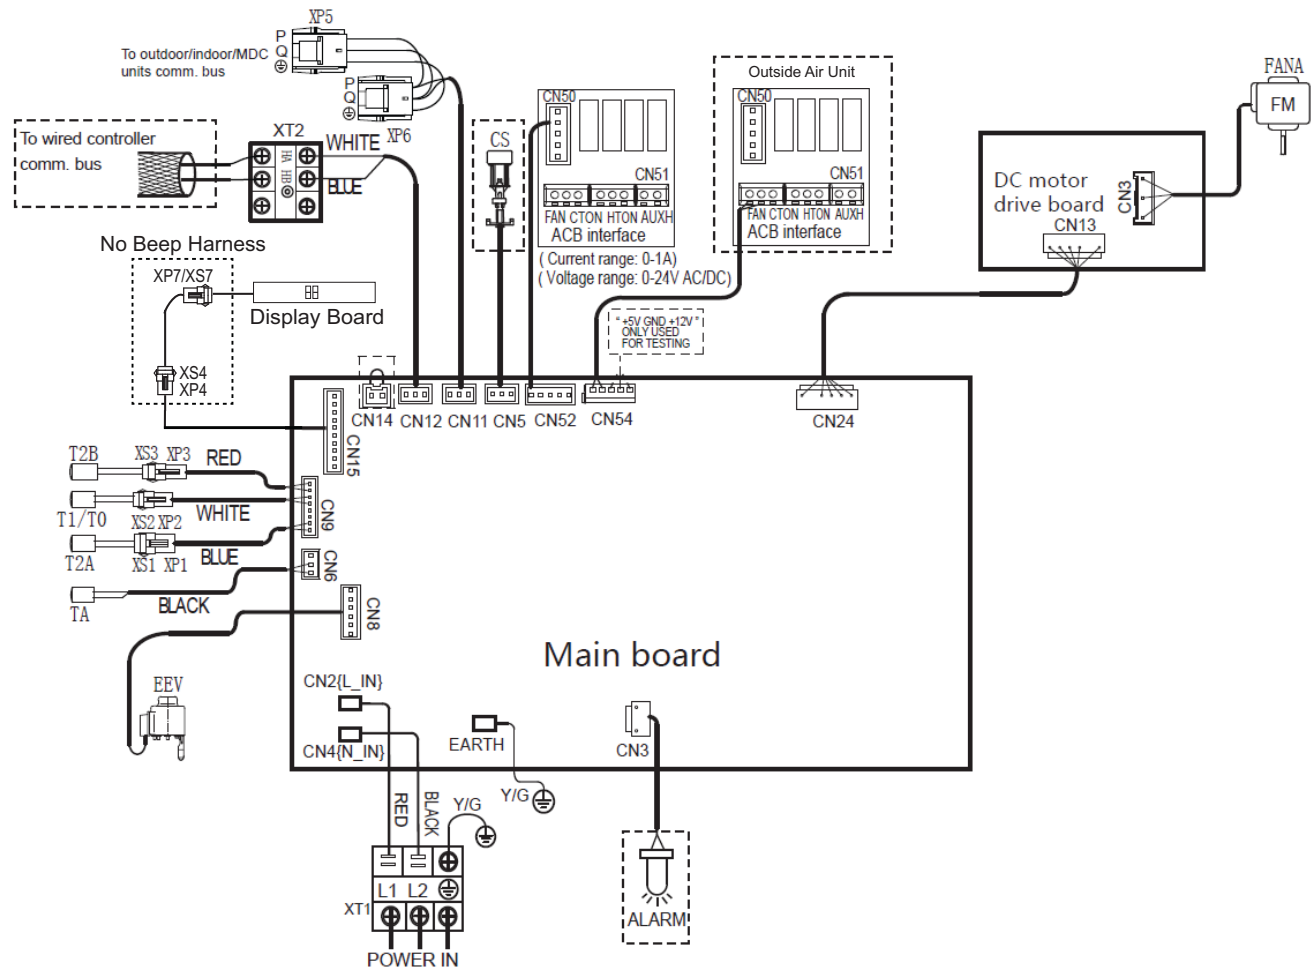 XP5
P
Q
To outdoor/indoor/MDC
units comm. bus
P
Q
XP6
To wired controller
comm. bus
XT2
HA
HB
WHITE
BLUE
CS
CN50
CN51
FAN CTON HTON AUXH
ACB interface
( Current range: 0-1A)
( Voltage range: 0-24V AC/DC)
Outside Air Unit
CN50
CN51
FAN CTON HTON AUXH
ACB interface
FANA
FM
DC motor
drive board
CN3
CN13
No Beep Harness
XP7/XS7
Display Board
XS4
XP4
" +5V GND +12V "
ONLY USED
FOR TESTING
CN14
CN12
CN11
CN5
CN52
CN54
CN24
CN15
T2B
XS3 XP3
RED
T1/T0
XS2 XP2
WHITE
CN9
T2A
XS1 XP1
BLUE
CN6
TA
BLACK
CN8
EEV
Main board
CN2{L_IN}
CN4{N_IN}
EARTH
Y/G
CN3
RED
BLACK
Y/G
L1 L2
XT1
POWER IN
ALARM